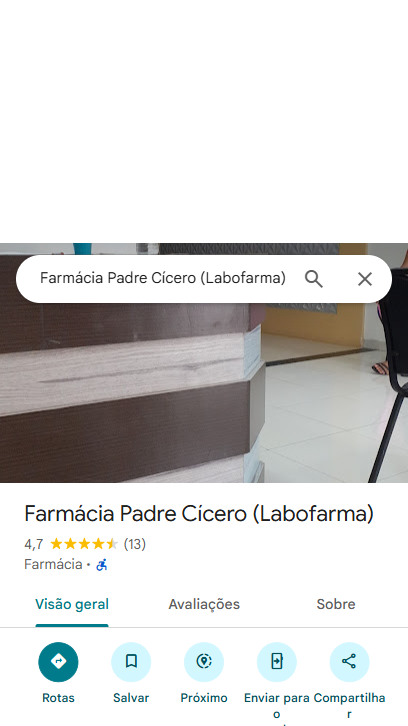 Farmácia Padre Cícero (Labofarma)
Farmácia Padre Cícero (Labofarma)
4,7 (13)
Farmácia ·
Visão geral Avaliações Sobre
Rotas Salvar Próximo Enviar para o Compartilhar